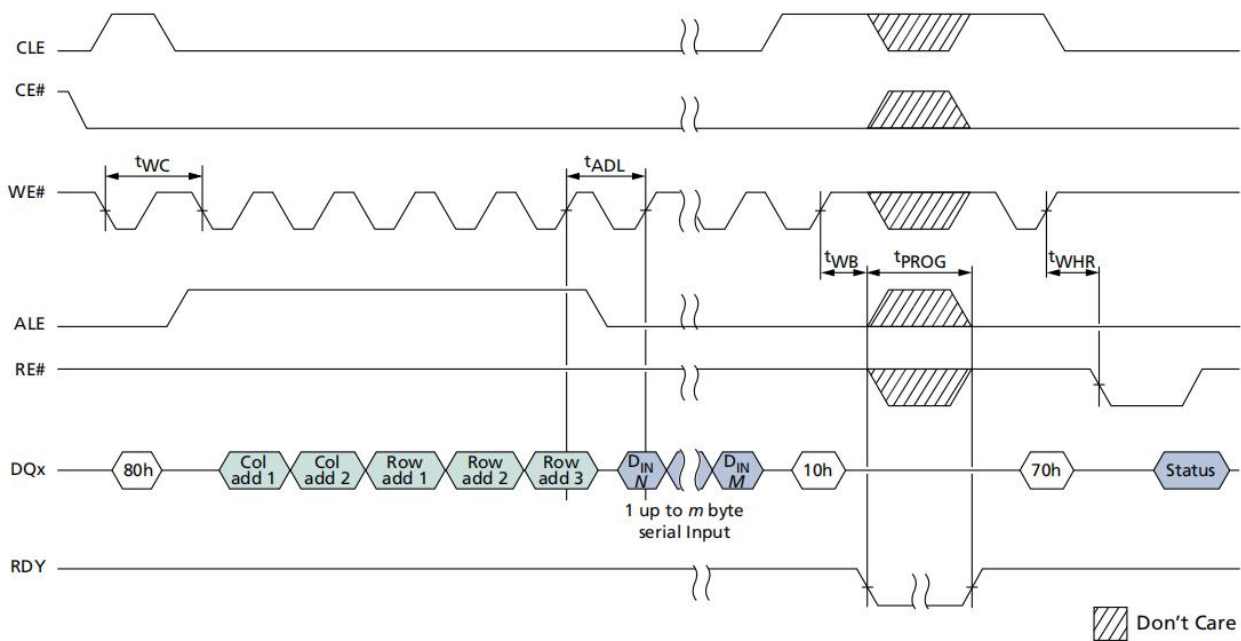 CLE
CE#
tWC
tADL
WE#
tWB
tPROG
tWHR
ALE
RE#
DQx
80h
Col
add 1
Col
add 2
Row
add 1
Row
add 2
Row
add 3
DIN
N
DIN
M
10h
70h
Status
1 up to m byte
serial Input
RDY
Don't Care